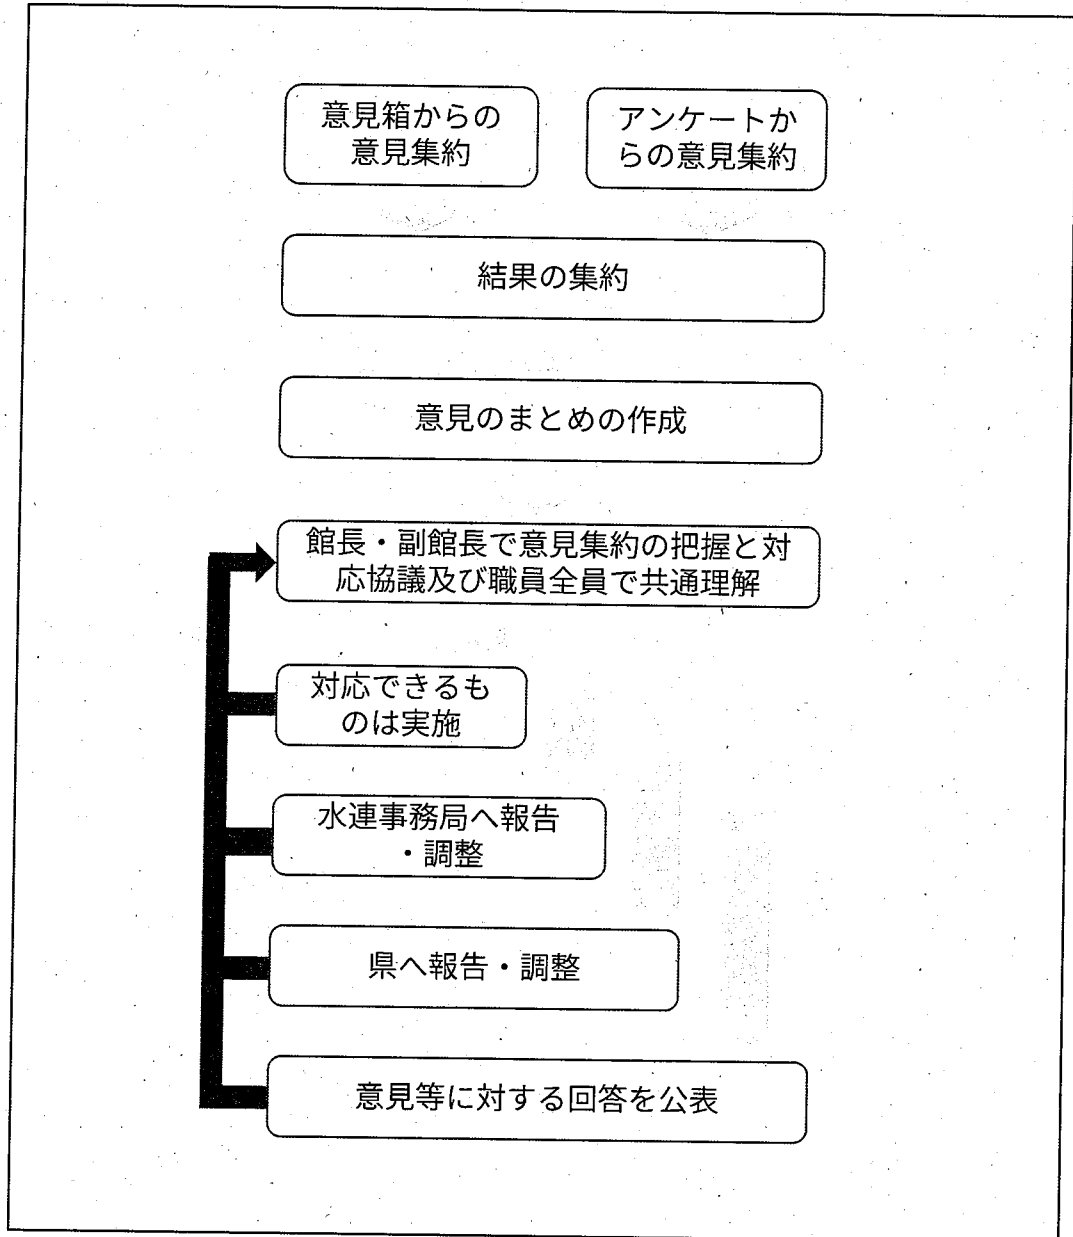 意見箱からの
意見集約
アンケートか
らの意見集約
結果の集約
意見のまとめの作成
館長・副館長で意見集約の把握と対
応協議及び職員全員で共通理解
対応できるも
のは実施
水連事務局へ報告
・調整
県へ報告・調整
意見等に対する回答を公表